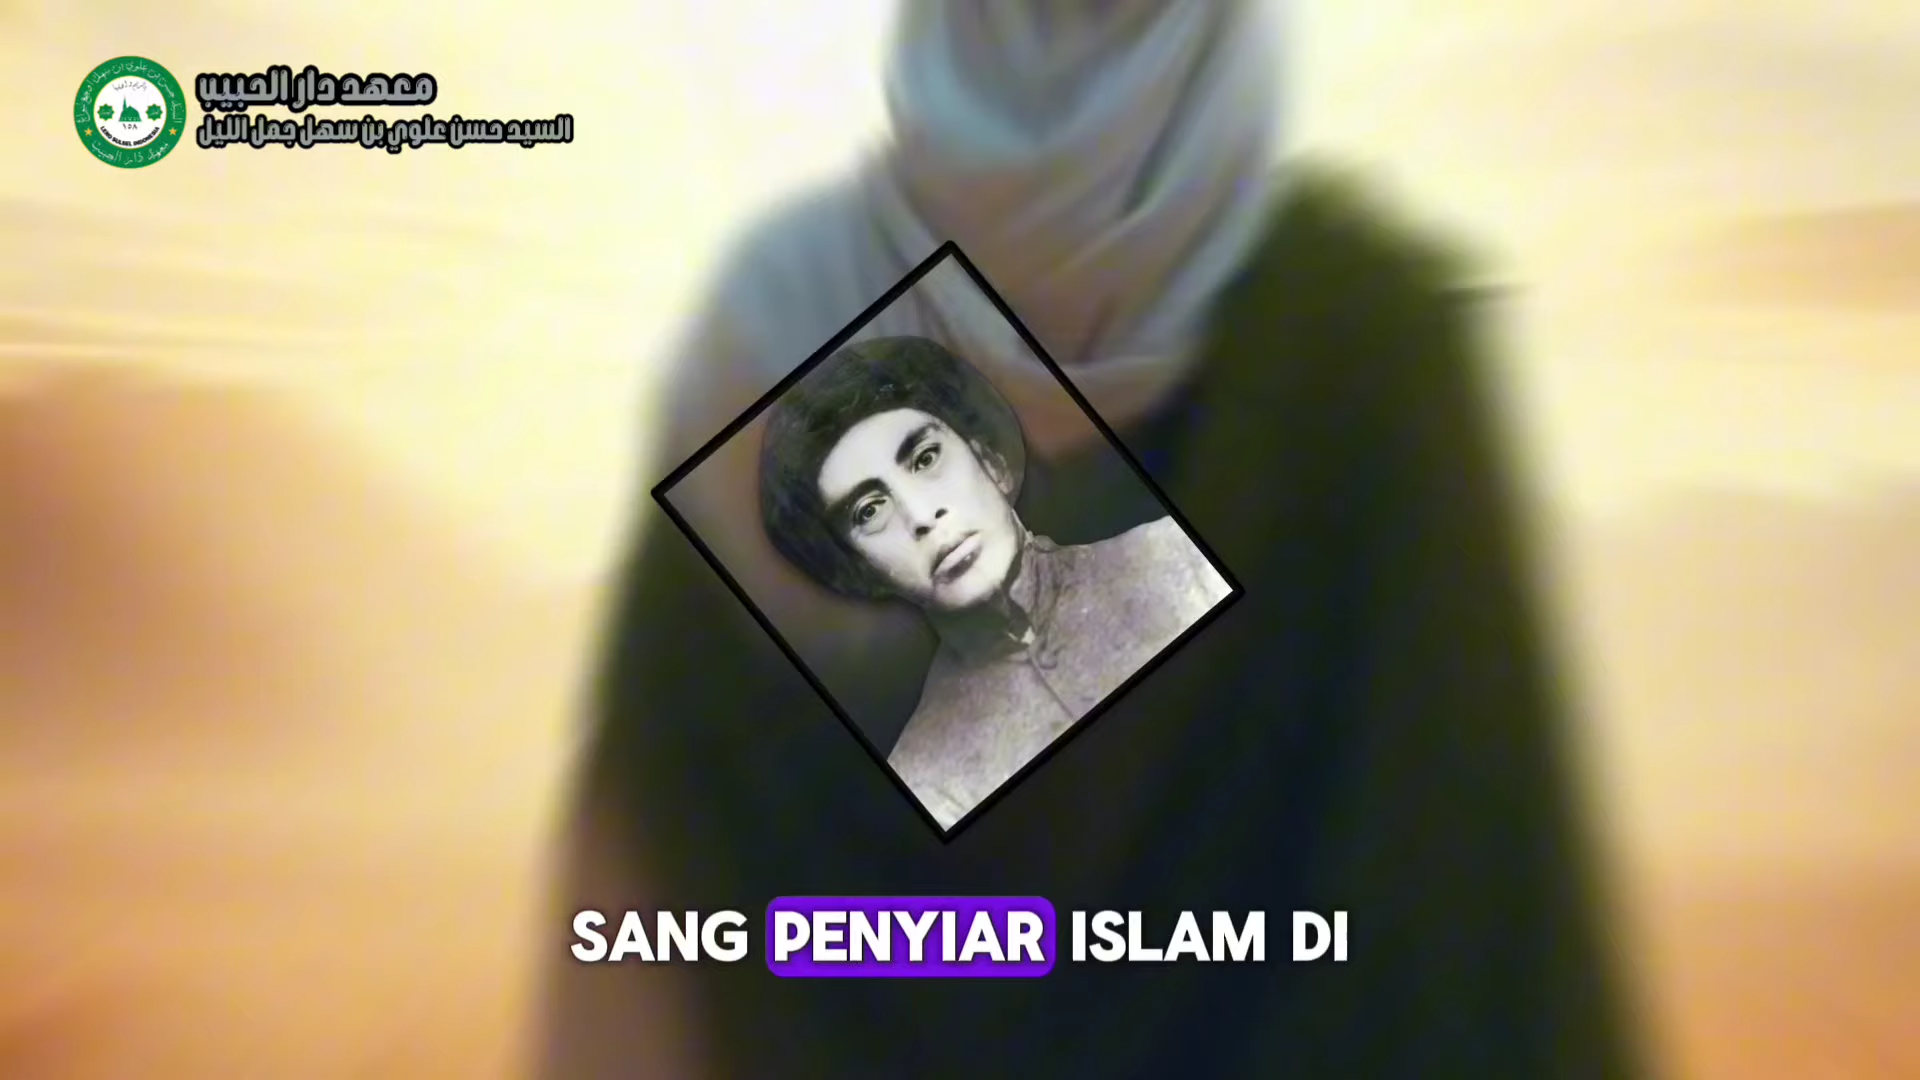 معهد دار الحبيب
السيد حسن علوي بن سهل جمل الليل
SANG PENYIAR ISLAM DI